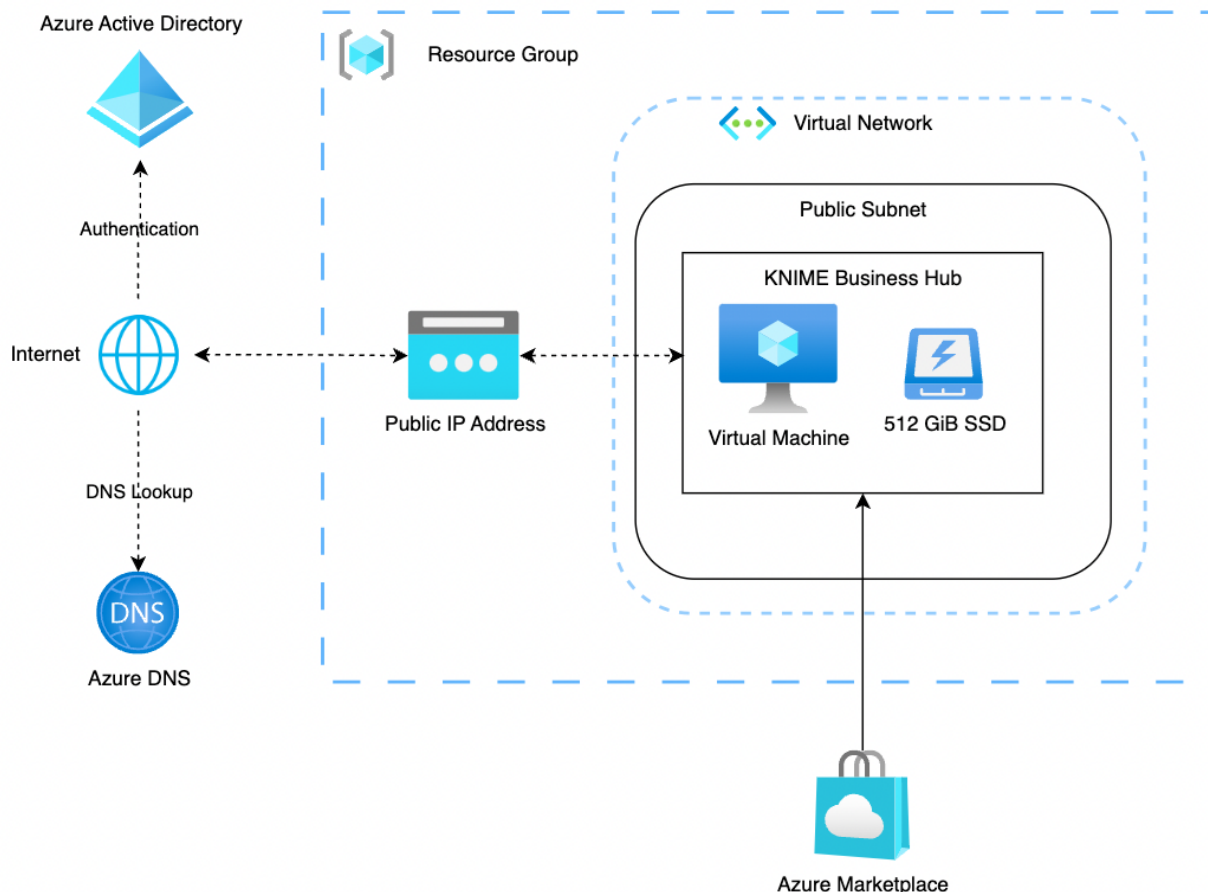 Azure Active Directory
Resource Group
Virtual Network
Public Subnet
Authentication
KNIME Business Hub
Internet
Public IP Address
Virtual Machine
512 GiB SSD
DNS Lookup
DNS
Azure DNS
Azure Marketplace